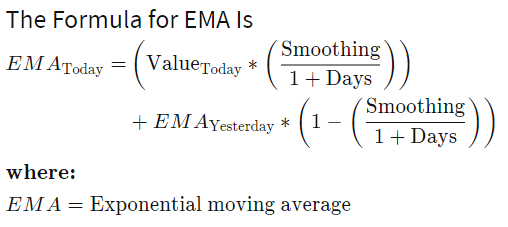 The Formula for EMA Is
EMA_Today = (Value_Today * (Smoothing / 1 + Days))
+ EMA_Yesterday * (1 − (Smoothing / 1 + Days))
where:
EMA = Exponential moving average